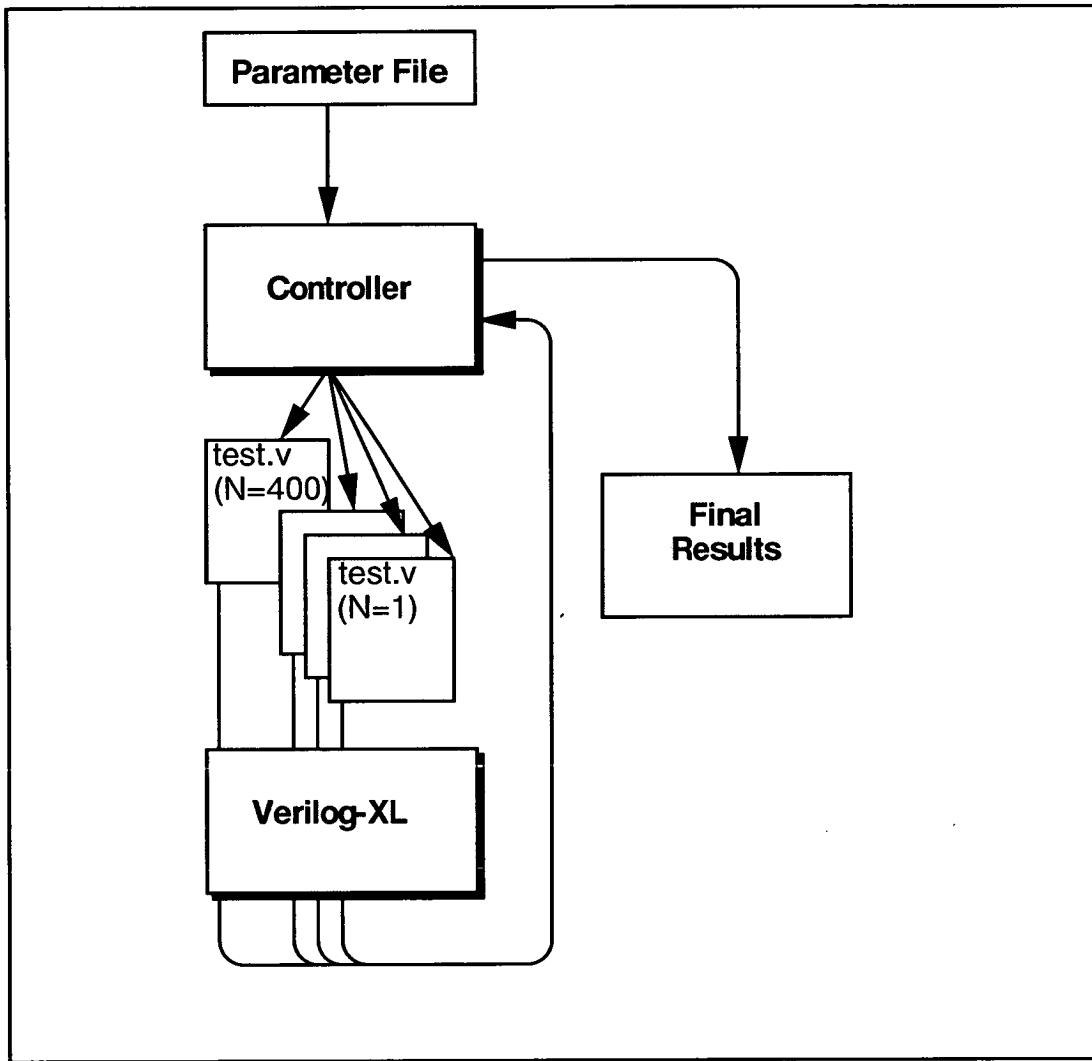 Parameter File
Controller
test.v
(N=400)
test.v
(N=1)
Final
Results
Verilog-XL